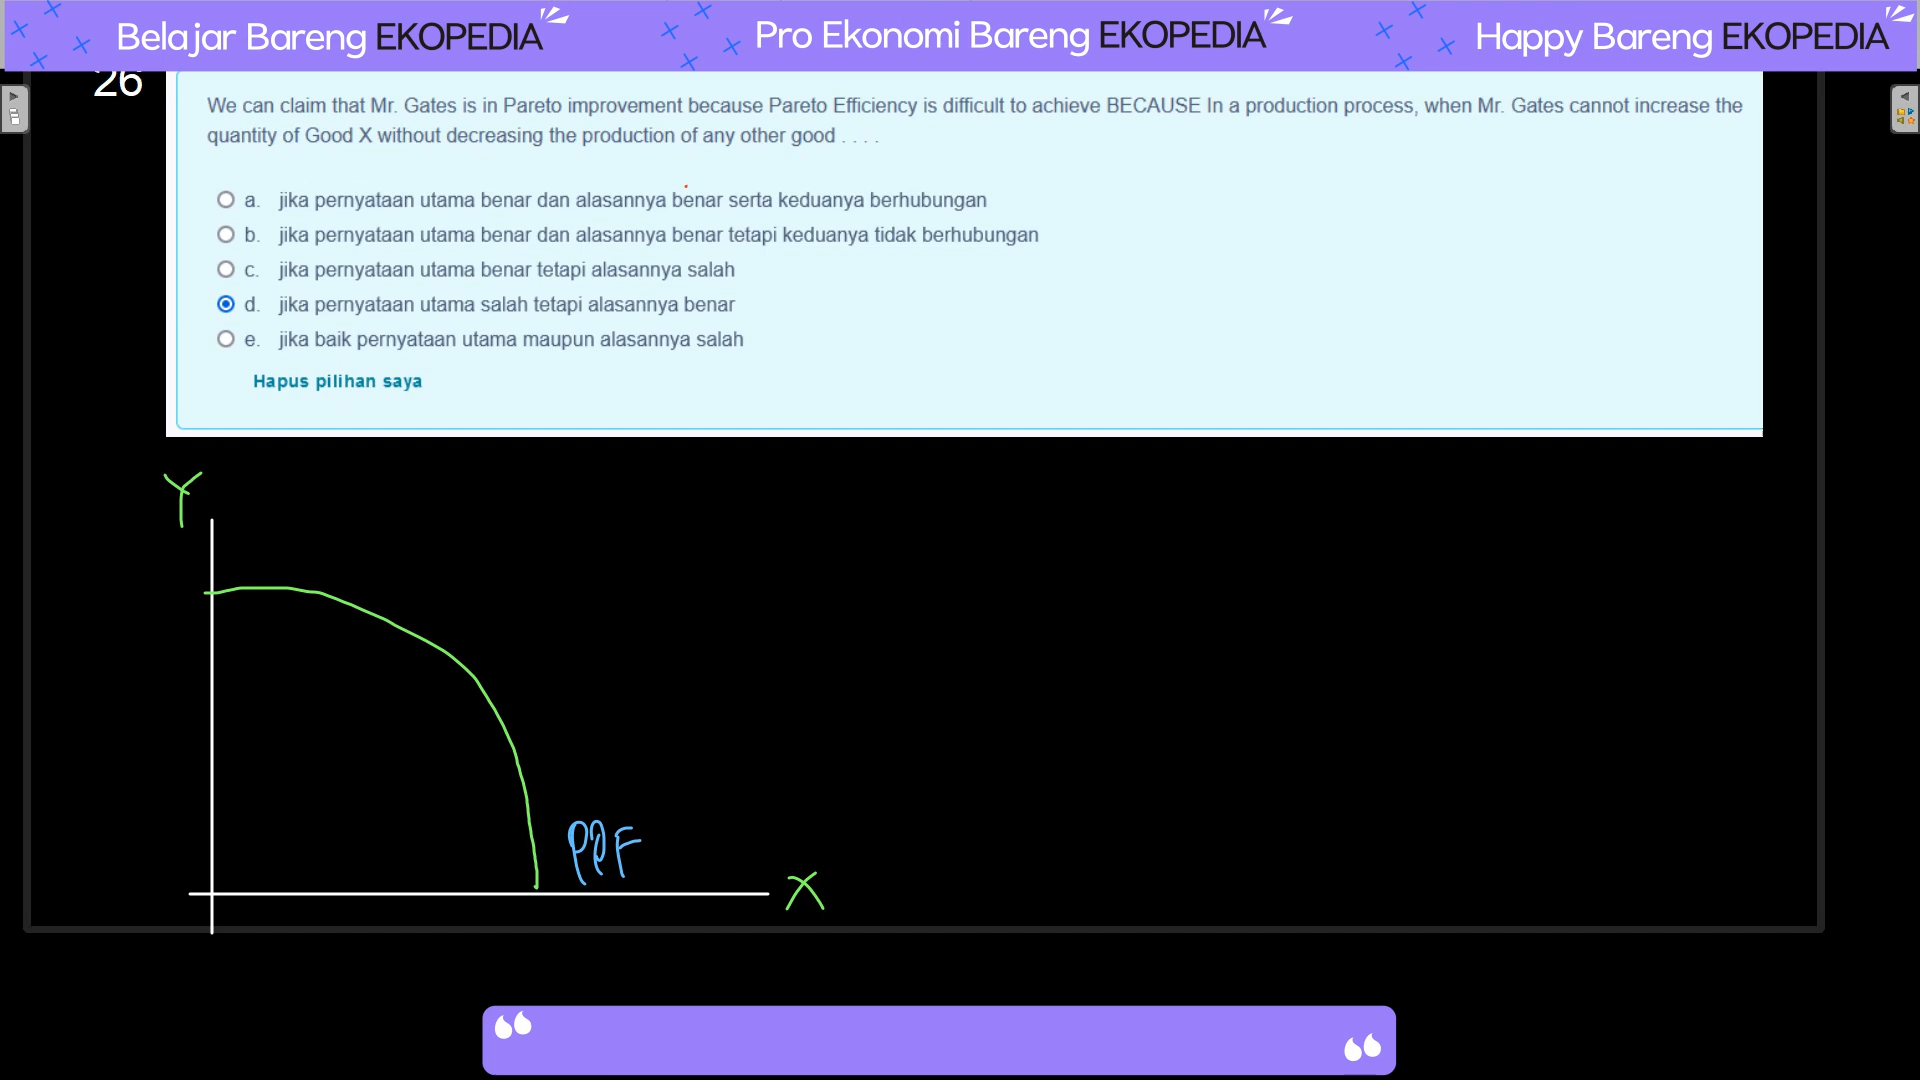 Belajar Bareng EKOPEDIA Pro Ekonomi Bareng EKOPEDIA Happy Bareng EKOPEDIA
26
We can claim that Mr. Gates is in Pareto improvement because Pareto Efficiency is difficult to achieve BECAUSE In a production process, when Mr. Gates cannot increase the
quantity of Good X without decreasing the production of any other good . . . .
a. jika pernyataan utama benar dan alasannya benar serta keduanya berhubungan
b. jika pernyataan utama benar dan alasannya benar tetapi keduanya tidak berhubungan
c. jika pernyataan utama benar tetapi alasannya salah
d. jika pernyataan utama salah tetapi alasannya benar
e. jika baik pernyataan utama maupun alasannya salah
Hapus pilihan saya
Y
PPF
X